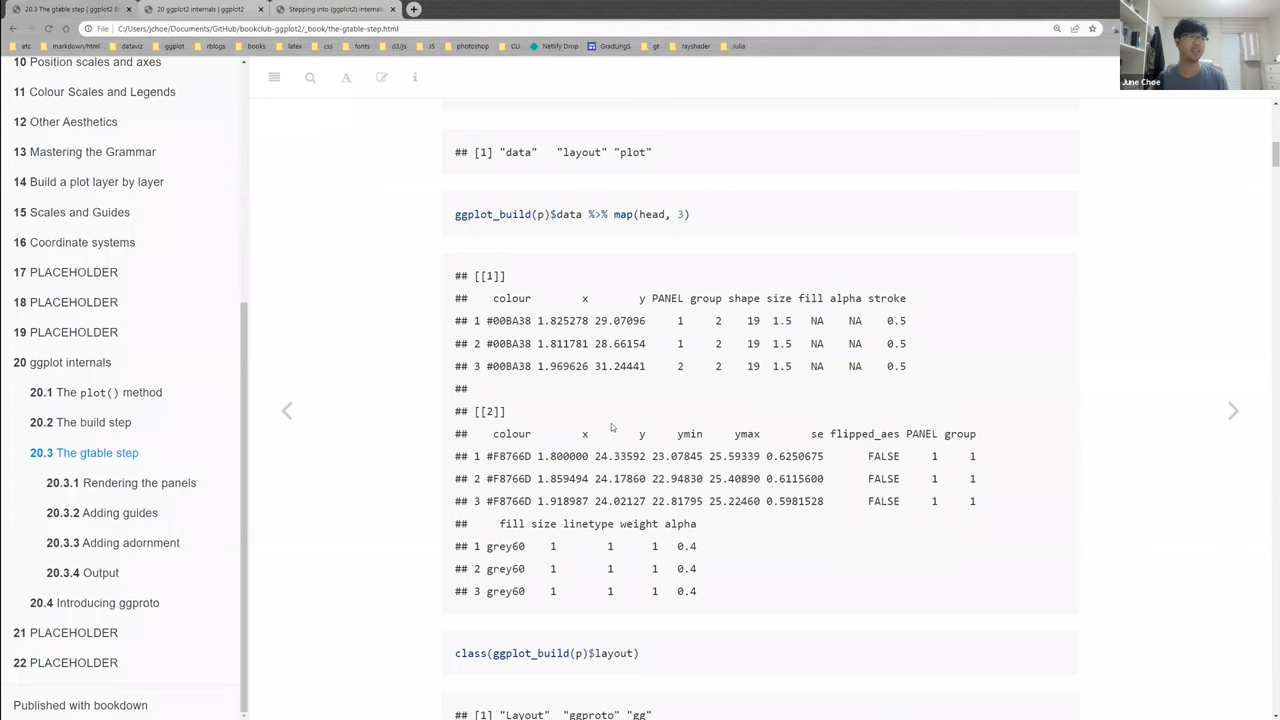 20.3 The gtable step | ggplot2 in
20 ggplot2 internals | ggplot2
Stepping into {ggplot2} internals
File | C:/Users/jchoe/Documents/GitHub/bookclub-ggplot2/_book/the-gtable-step.html
etc markdown/html dataviz ggplot rblogs books latex css fonts d3/js JS photoshop CLI Netlify Drop GradLingS gt rayshader Julia
June Choe
10 Position scales and axes
11 Colour Scales and Legends
12 Other Aesthetics
13 Mastering the Grammar
14 Build a plot layer by layer
15 Scales and Guides
16 Coordinate systems
17 PLACEHOLDER
18 PLACEHOLDER
19 PLACEHOLDER
20 ggplot internals
20.1 The plot() method
20.2 The build step
20.3 The gtable step
20.3.1 Rendering the panels
20.3.2 Adding guides
20.3.3 Adding adornment
20.3.4 Output
20.4 Introducing ggproto
21 PLACEHOLDER
22 PLACEHOLDER
Published with bookdown
## [1] "data"   "layout" "plot"
ggplot_build(p)$data %>% map(head, 3)
## [[1]]
##    colour        x        y PANEL group shape size fill alpha stroke
## 1 #00BA38 1.825278 29.07096     1     2    19  1.5   NA    NA    0.5
## 2 #00BA38 1.811781 28.66154     1     2    19  1.5   NA    NA    0.5
## 3 #00BA38 1.969626 31.24441     2     2    19  1.5   NA    NA    0.5
##
## [[2]]
##    colour        x        y     ymin     ymax        se flipped_aes PANEL group
## 1 #F8766D 1.800000 24.33592 23.07845 25.59339 0.6250675       FALSE     1     1
## 2 #F8766D 1.859494 24.17860 22.94830 25.40890 0.6115600       FALSE     1     1
## 3 #F8766D 1.918987 24.02127 22.81795 25.22460 0.5981528       FALSE     1     1
##     fill size linetype weight alpha
## 1 grey60    1        1      1   0.4
## 2 grey60    1        1      1   0.4
## 3 grey60    1        1      1   0.4
class(ggplot_build(p)$layout)
## [1] "Layout"  "ggproto" "gg"